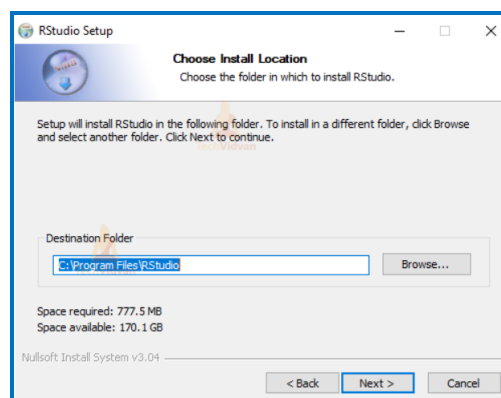 RStudio Setup
Choose Install Location
Choose the folder in which to install RStudio.
Setup will install RStudio in the following folder. To install in a different folder, click Browse
and select another folder. Click Next to continue.
TechVidvan
Destination Folder
C:\Program Files\RStudio
Browse...
Space required: 777.5 MB
Space available: 170.1 GB
Nullsoft Install System v3.04
< Back Next > Cancel